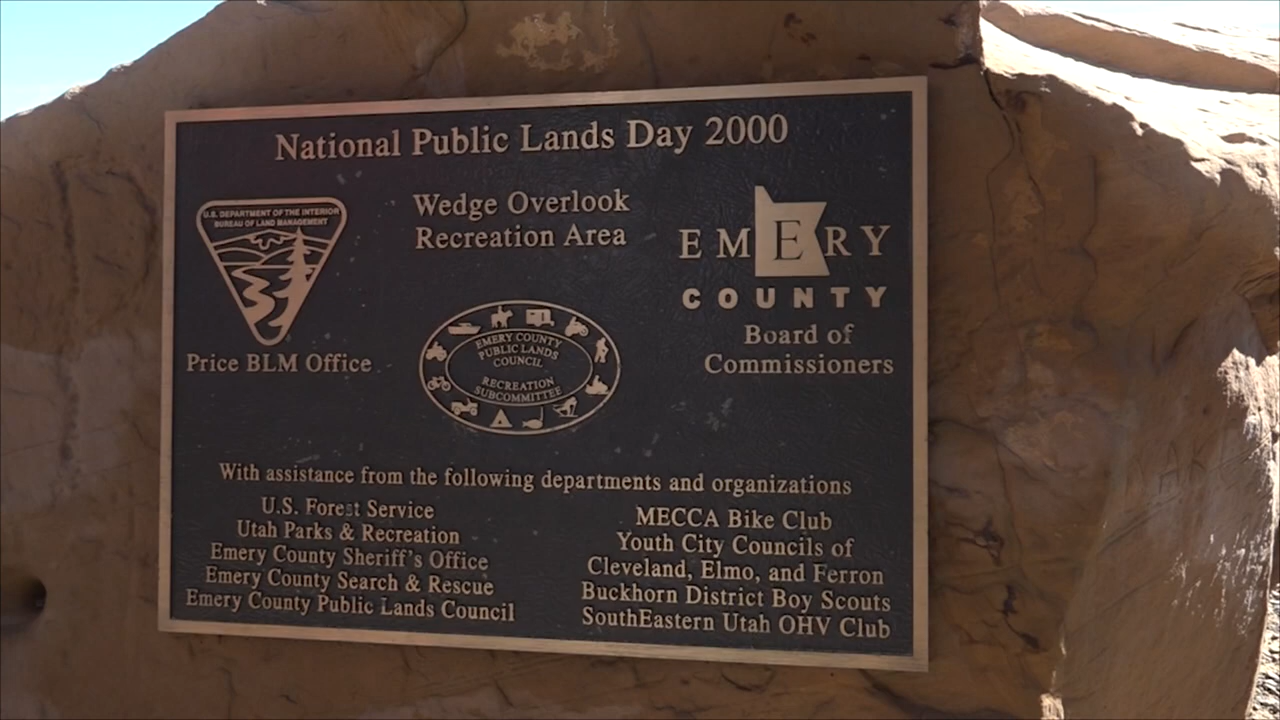 National Public Lands Day 2000
U.S. DEPARTMENT OF THE INTERIOR
BUREAU OF LAND MANAGEMENT
Price BLM Office
Wedge Overlook
Recreation Area
EMERY
COUNTY
Board of
Commissioners
EMERY COUNTY
PUBLIC LANDS
COUNCIL
RECREATION
SUBCOMMITTEE
With assistance from the following departments and organizations
U.S. Forest Service
Utah Parks & Recreation
Emery County Sheriff's Office
Emery County Search & Rescue
Emery County Public Lands Council
MECCA Bike Club
Youth City Councils of
Cleveland, Elmo, and Ferron
Buckhorn District Boy Scouts
SouthEastern Utah OHV Club